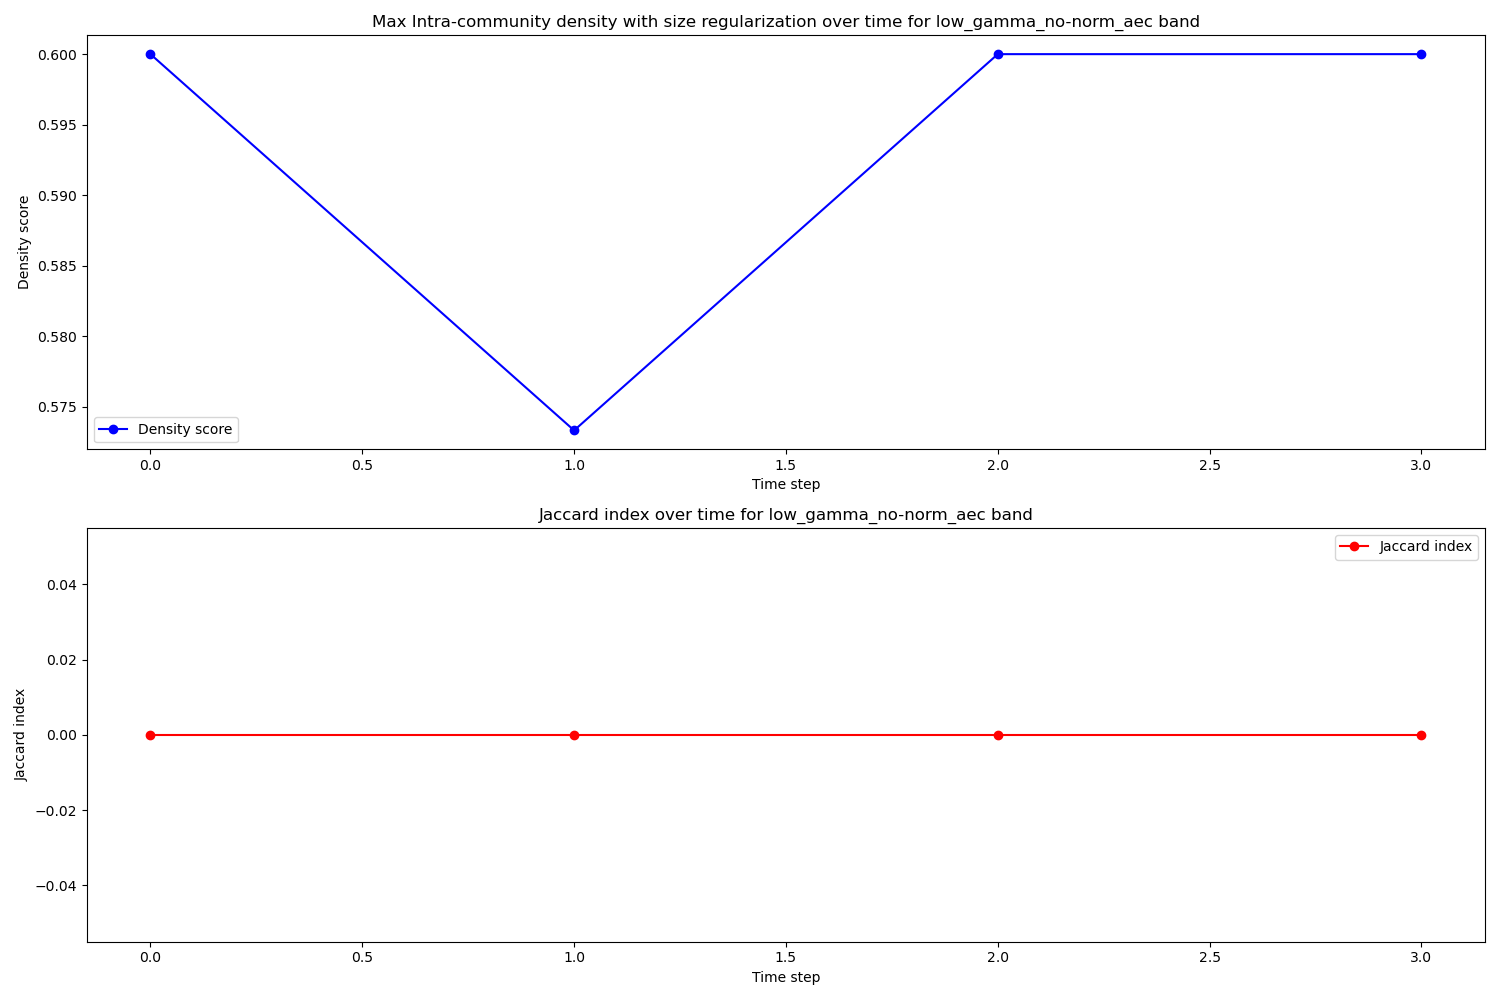 Max Intra-community density with size regularization over time for low_gamma_no-norm_aec band
0.600
0.595
0.590
0.585
0.580
0.575
Density score
Density score
0.0 0.5 1.0 1.5 2.0 2.5 3.0
Time step
Jaccard index over time for low_gamma_no-norm_aec band
Jaccard index
0.04
0.02
0.00
−0.02
−0.04
Jaccard index
0.0 0.5 1.0 1.5 2.0 2.5 3.0
Time step